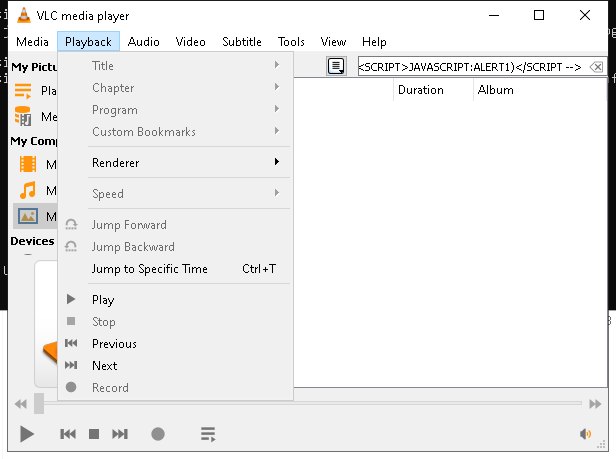 VLC media player
Media Playback Audio Video Subtitle Tools View Help
My Pictu
<SCRIPT>JAVASCRIPT:ALERT1)</SCRIPT -->
Pla
Me
Duration Album
My Comp
M
M
M
Devices
Title
Chapter
Program
Custom Bookmarks
Renderer
Speed
Jump Forward
Jump Backward
Jump to Specific Time Ctrl+T
Play
Stop
Previous
Next
Record